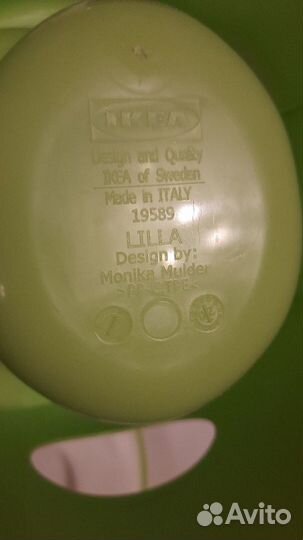 IKEA
Design and Quality
IKEA of Sweden
Made in ITALY
19589
LILLA
Design by:
Monika Mulder
Avito